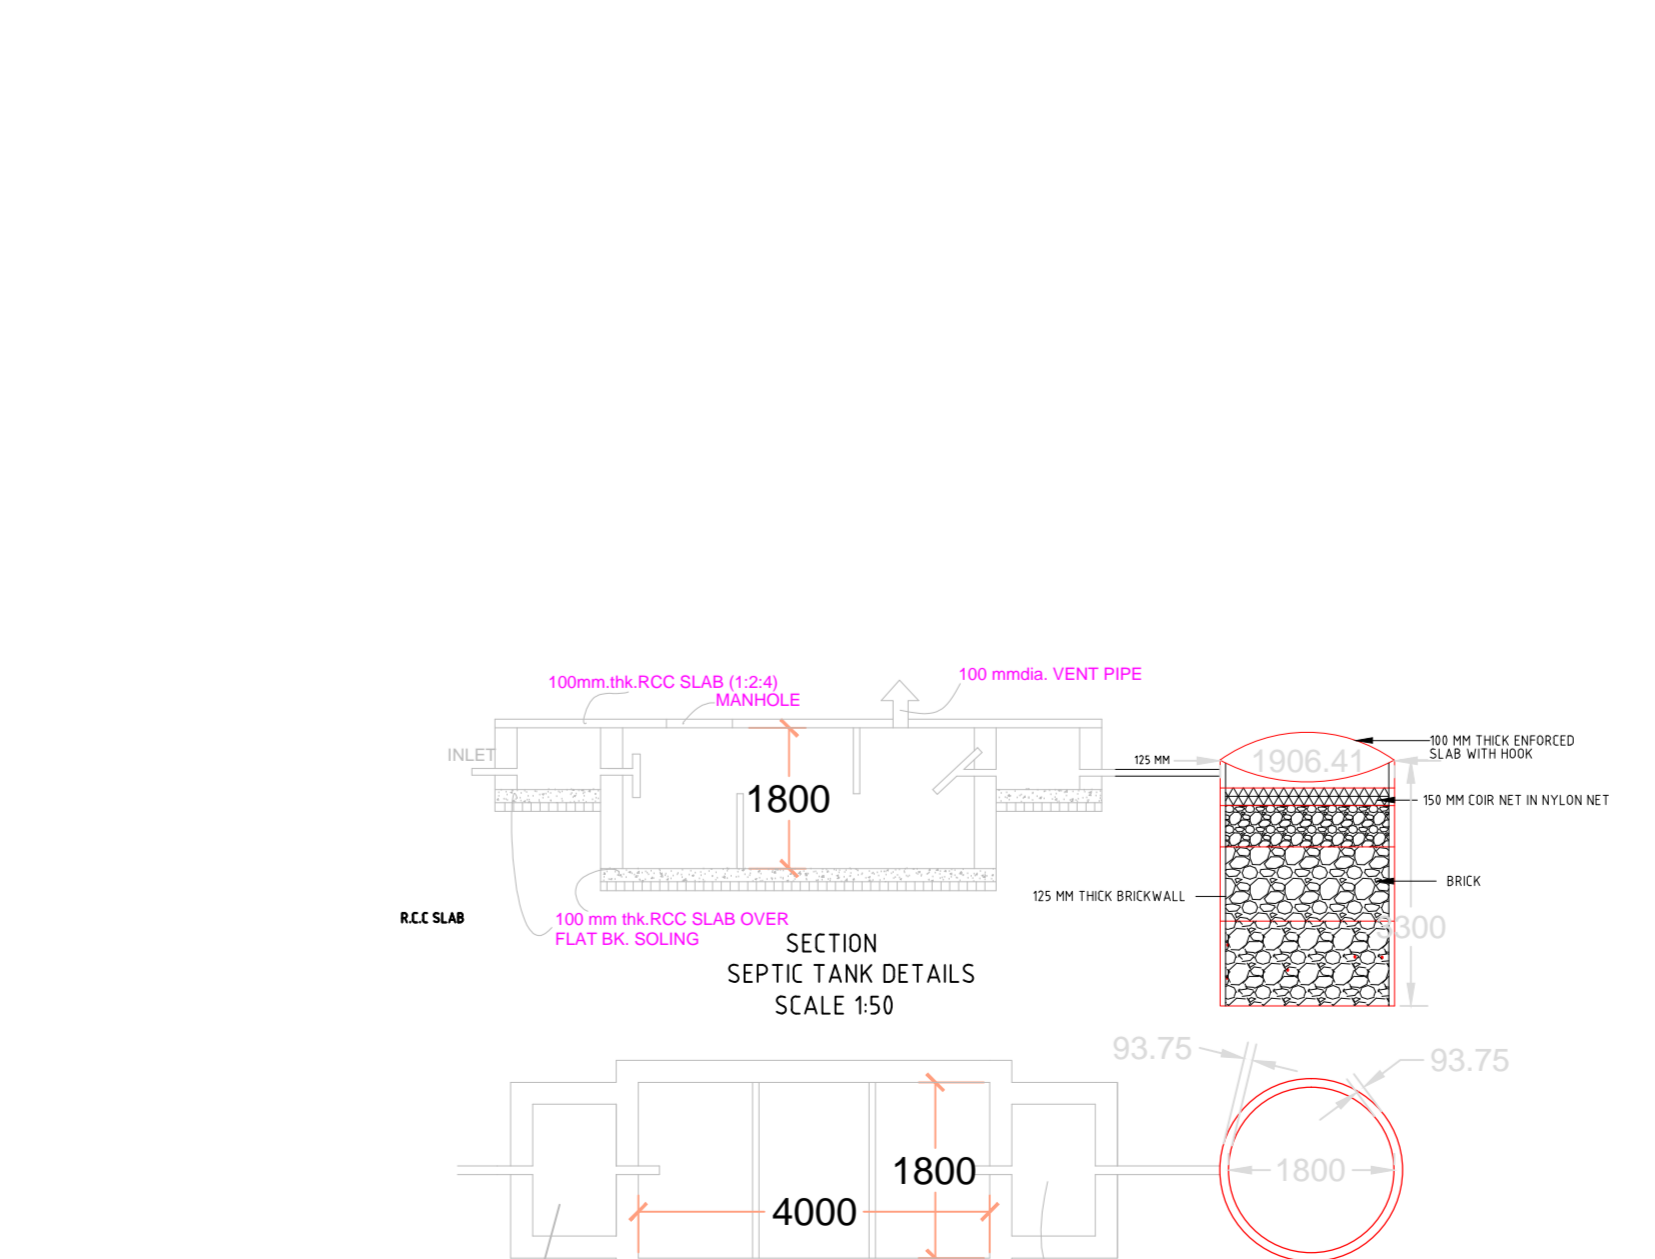 100mm.thk.RCC SLAB (1:2:4)
MANHOLE
100 mmdia. VENT PIPE
INLET
1800
125 MM
1906.41
100 MM THICK ENFORCED
SLAB WITH HOOK
150 MM COIR NET IN NYLON NET
BRICK
125 MM THICK BRICKWALL
3300
R.C.C SLAB
100 mm thk.RCC SLAB OVER
FLAT BK. SOLING
SECTION
SEPTIC TANK DETAILS
SCALE 1:50
93.75
93.75
1800
1800
4000